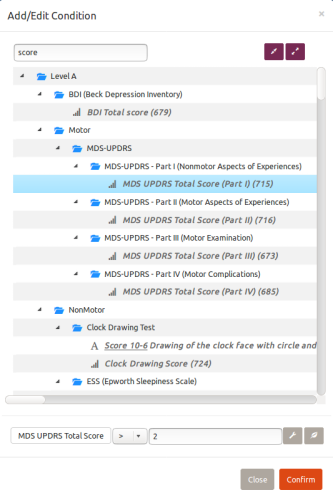 Add/Edit Condition
×
score
Level A
BDI (Beck Depression Inventory)
BDI Total score (679)
Motor
MDS-UPDRS
MDS-UPDRS - Part I (Nonmotor Aspects of Experiences)
MDS UPDRS Total Score (Part I) (715)
MDS-UPDRS - Part II (Motor Aspects of Experiences)
MDS UPDRS Total Score (Part II) (716)
MDS-UPDRS - Part III (Motor Examination)
MDS UPDRS Total Score (Part III) (673)
MDS-UPDRS - Part IV (Motor Complications)
MDS UPDRS Total Score (Part IV) (685)
NonMotor
Clock Drawing Test
A Score 10-6 Drawing of the clock face with circle and
Clock Drawing Score (724)
ESS (Epworth Sleepiness Scale)
MDS UPDRS Total Score > 2
Close Confirm